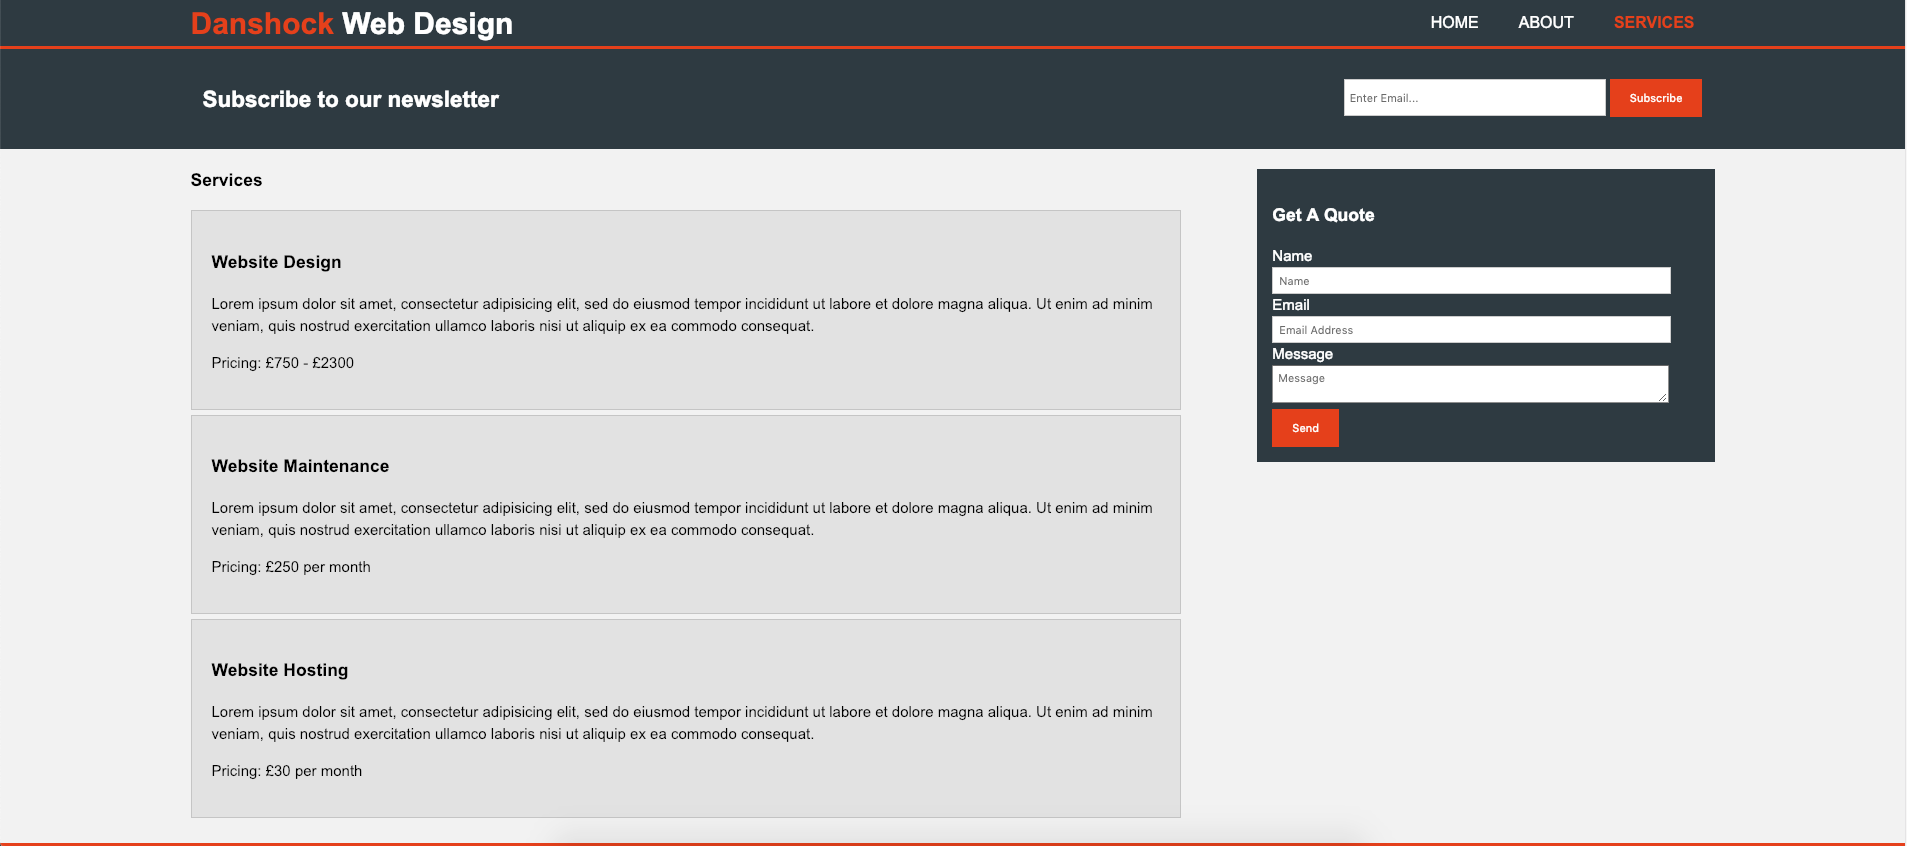 Danshock Web Design
HOME ABOUT SERVICES
Subscribe to our newsletter
Enter Email...
Subscribe
Services
Website Design
Lorem ipsum dolor sit amet, consectetur adipisicing elit, sed do eiusmod tempor incididunt ut labore et dolore magna aliqua. Ut enim ad minim
veniam, quis nostrud exercitation ullamco laboris nisi ut aliquip ex ea commodo consequat.
Pricing: £750 - £2300
Website Maintenance
Lorem ipsum dolor sit amet, consectetur adipisicing elit, sed do eiusmod tempor incididunt ut labore et dolore magna aliqua. Ut enim ad minim
veniam, quis nostrud exercitation ullamco laboris nisi ut aliquip ex ea commodo consequat.
Pricing: £250 per month
Website Hosting
Lorem ipsum dolor sit amet, consectetur adipisicing elit, sed do eiusmod tempor incididunt ut labore et dolore magna aliqua. Ut enim ad minim
veniam, quis nostrud exercitation ullamco laboris nisi ut aliquip ex ea commodo consequat.
Pricing: £30 per month
Get A Quote
Name
Name
Email
Email Address
Message
Message
Send